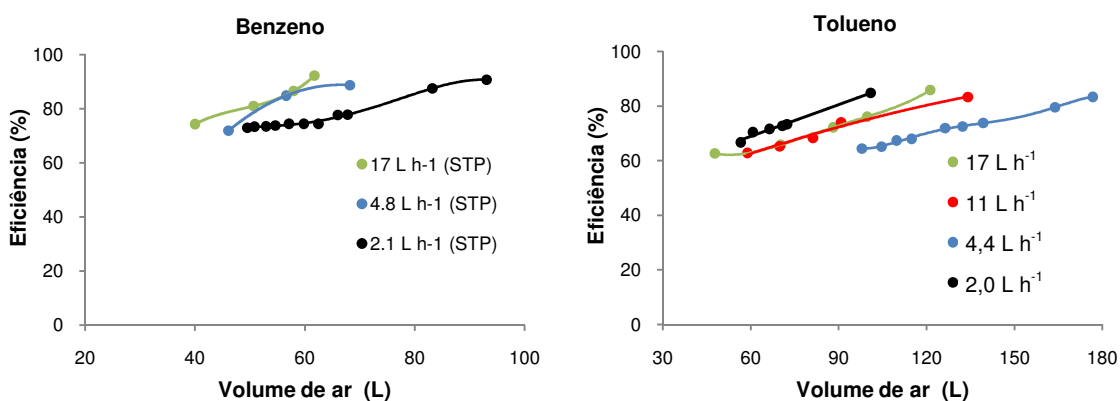 Benzeno
Eficiência (%)
100
80
60
40
20
0
17 L h-1 (STP)
4.8 L h-1 (STP)
2.1 L h-1 (STP)
20
40
60
80
100
Volume de ar (L)
Tolueno
Eficiência (%)
100
80
60
40
20
0
17 L h⁻¹
11 L h⁻¹
4,4 L h⁻¹
2,0 L h⁻¹
30
60
90
120
150
180
Volume de ar (L)